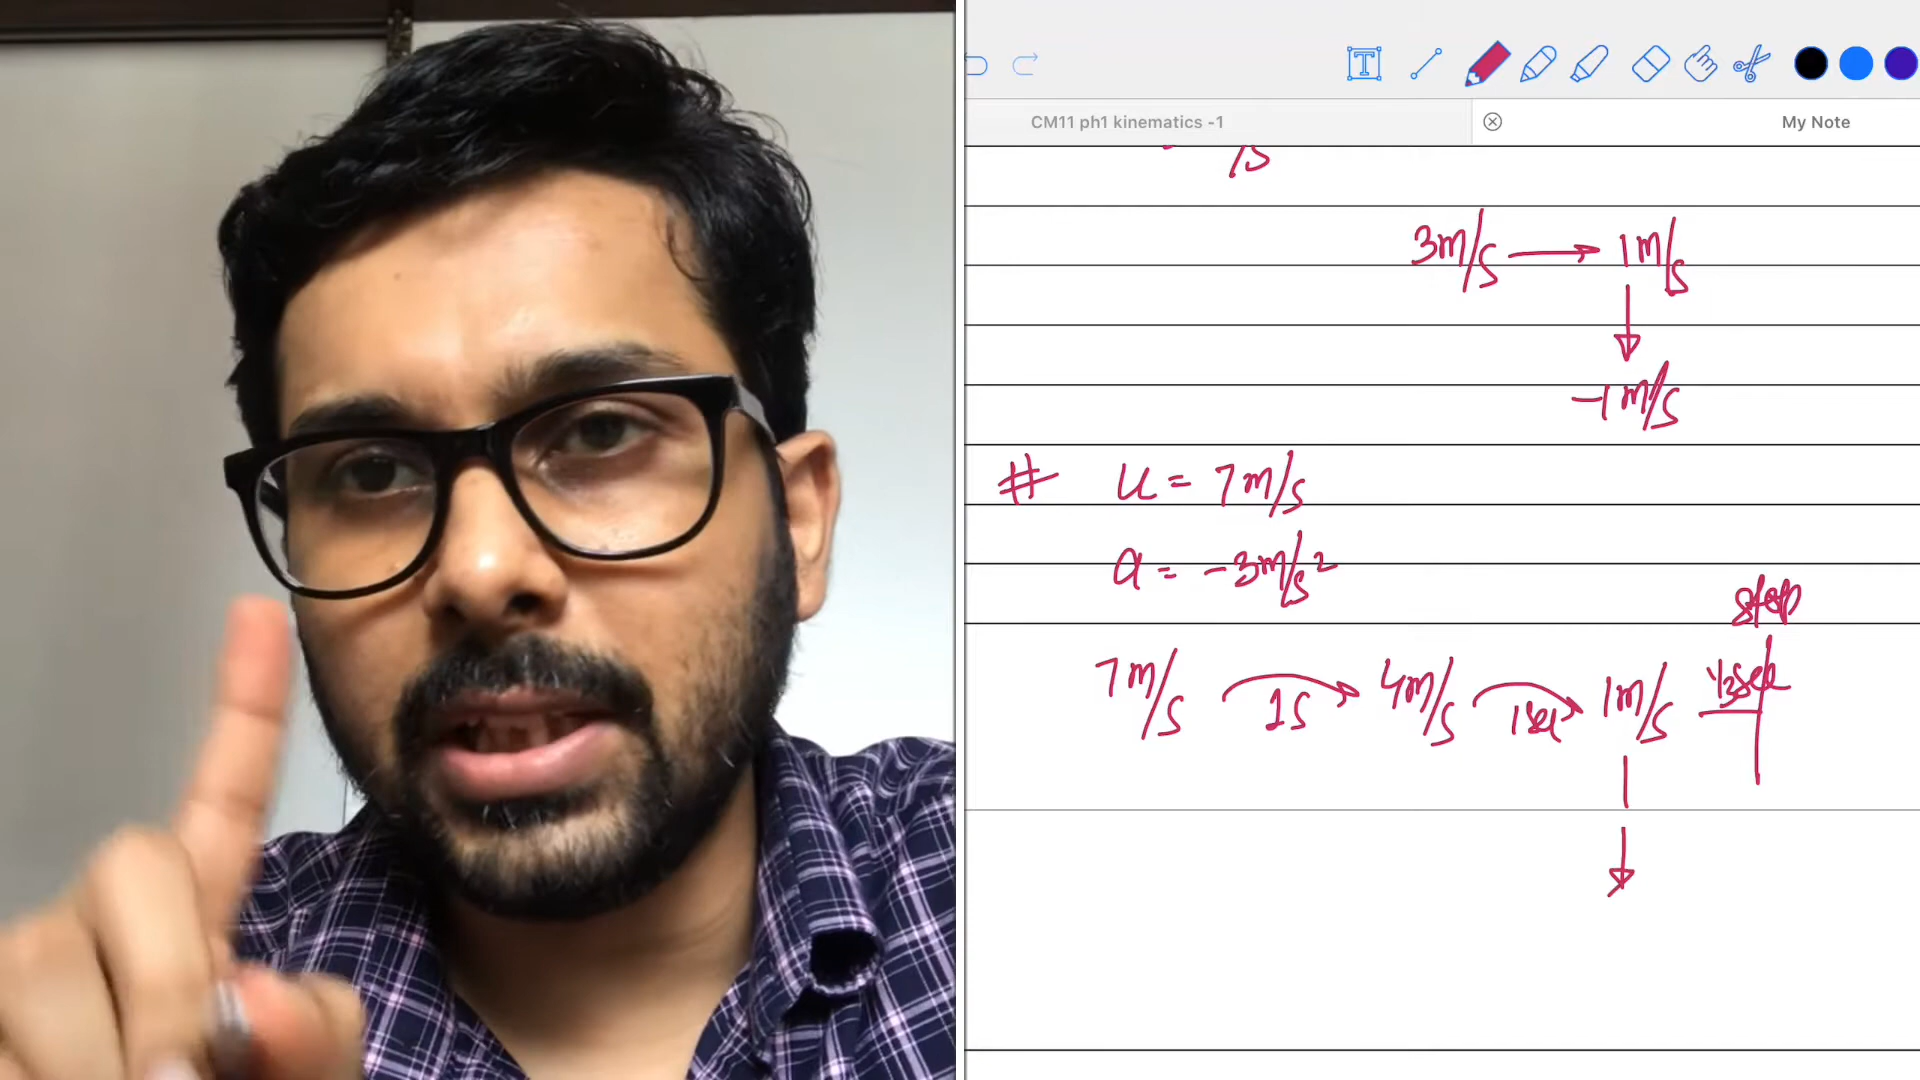 T
CM11 ph1 kinematics -1
My Note
/s
3m/s → 1m/s
-1m/s
# u = 7m/s
a = -3m/s²
stop
7m/s 1s 4m/s 1sec 1m/s 1/3sec